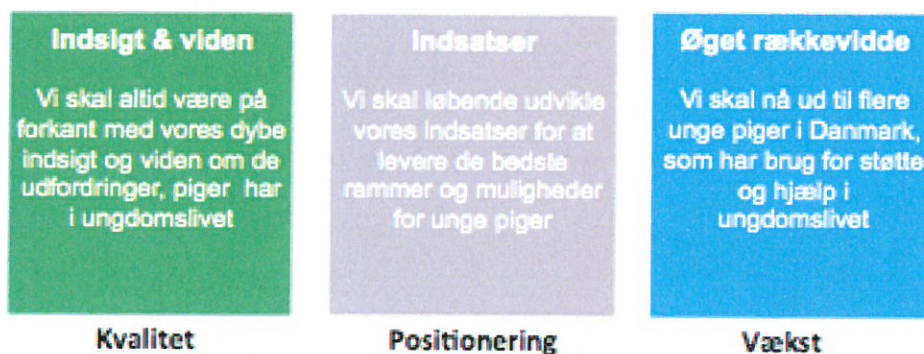 Indsigt & viden
Vi skal altid være på
forkant med vores dybe
indsigt og viden om de
udfordringer, piger har
i ungdomslivet
Kvalitet
Indsatser
Vi skal løbende udvikle
vores indsatser for at
levere de bedste
rammer og muligheder
for unge piger
Positionering
Øget rækkevidde
Vi skal nå ud til flere
unge piger i Danmark,
som har brug for støtte
og hjælp i
ungdomslivet
Vækst